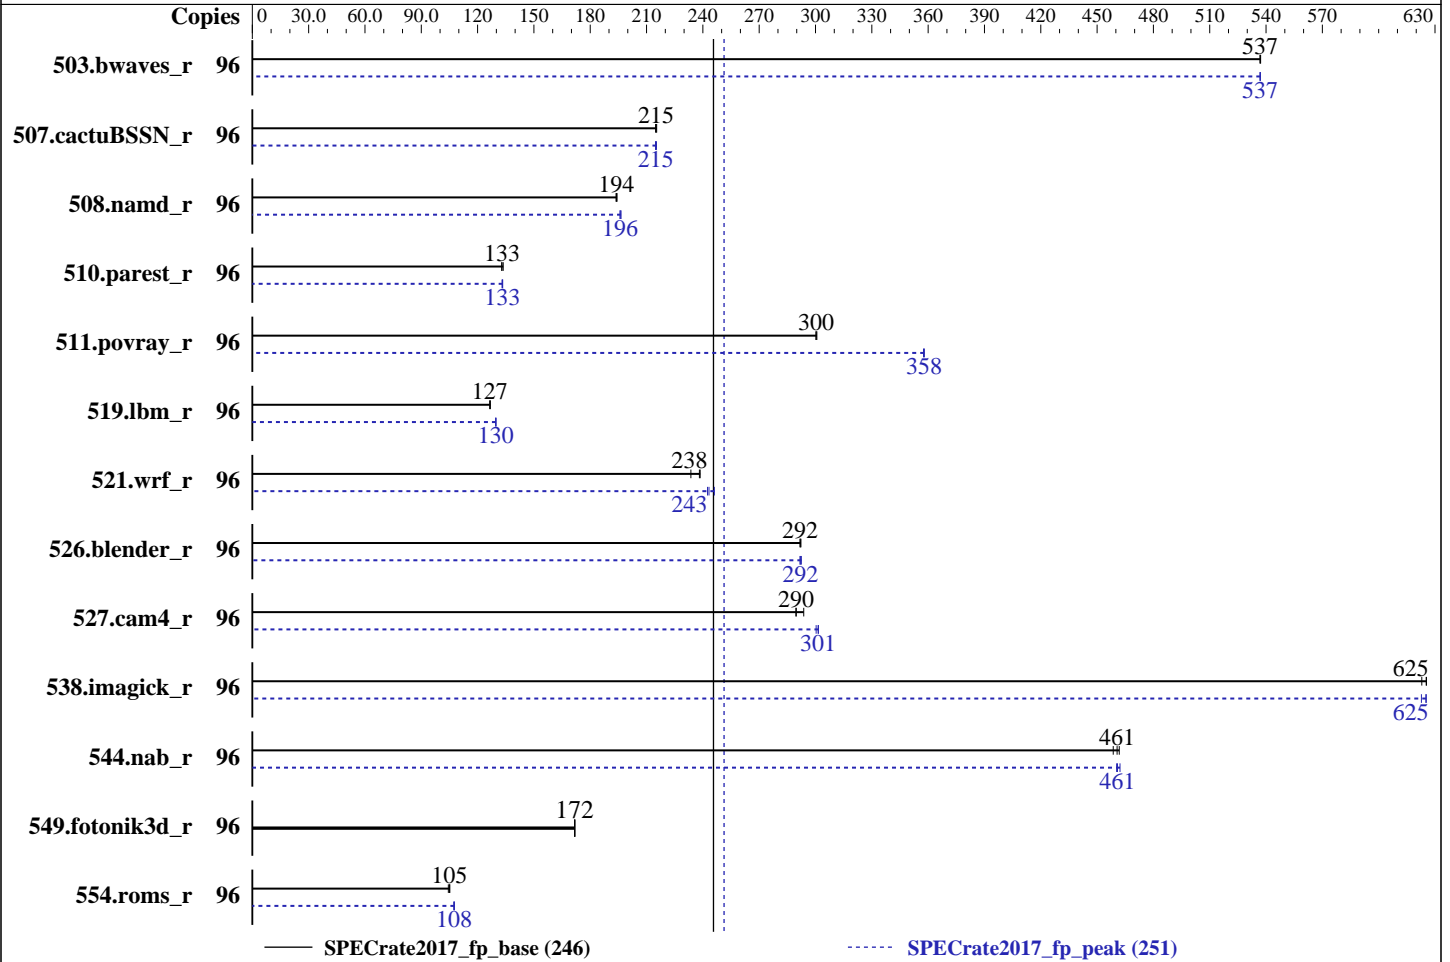 Copies 0 30.0 60.0 90.0 120 150 180 210 240 270 300 330 360 390 420 450 480 510 540 570 630
503.bwaves_r 96 537
537
507.cactuBSSN_r 96 215
215
508.namd_r 96 194
196
510.parest_r 96 133
133
511.povray_r 96 300
358
519.lbm_r 96 127
130
521.wrf_r 96 238
243
526.blender_r 96 292
292
527.cam4_r 96 290
301
538.imagick_r 96 625
625
544.nab_r 96 461
461
549.fotonik3d_r 96 172
554.roms_r 96 105
108
SPECrate2017_fp_base (246) SPECrate2017_fp_peak (251)